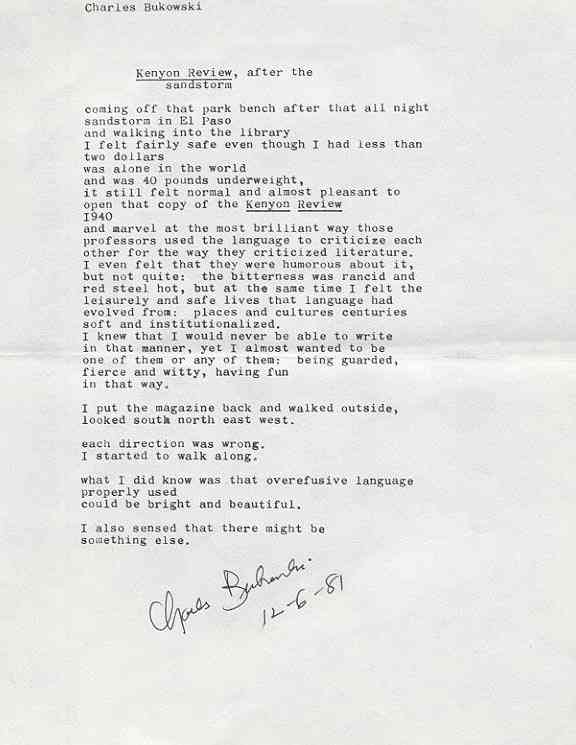 Charles Bukowski
Kenyon Review, after the
sandstorm
coming off that park bench after that all night
sandstorm in El Paso
and walking into the library
I felt fairly safe even though I had less than
two dollars
was alone in the world
and was 40 pounds underweight,
it still felt normal and almost pleasant to
open that copy of the Kenyon Review
1940
and marvel at the most brilliant way those
professors used the language to criticize each
other for the way they criticized literature.
I even felt that they were humorous about it,
but not quite: the bitterness was rancid and
red steel hot, but at the same time I felt the
leisurely and safe lives that language had
evolved from: places and cultures centuries
soft and institutionalized.
I knew that I would never be able to write
in that manner, yet I almost wanted to be
one of them or any of them: being guarded,
fierce and witty, having fun
in that way.
I put the magazine back and walked outside,
looked south north east west.
each direction was wrong.
I started to walk along.
what I did know was that overefusive language
properly used
could be bright and beautiful.
I also sensed that there might be
something else.
Charles Bukowski
12-6-81